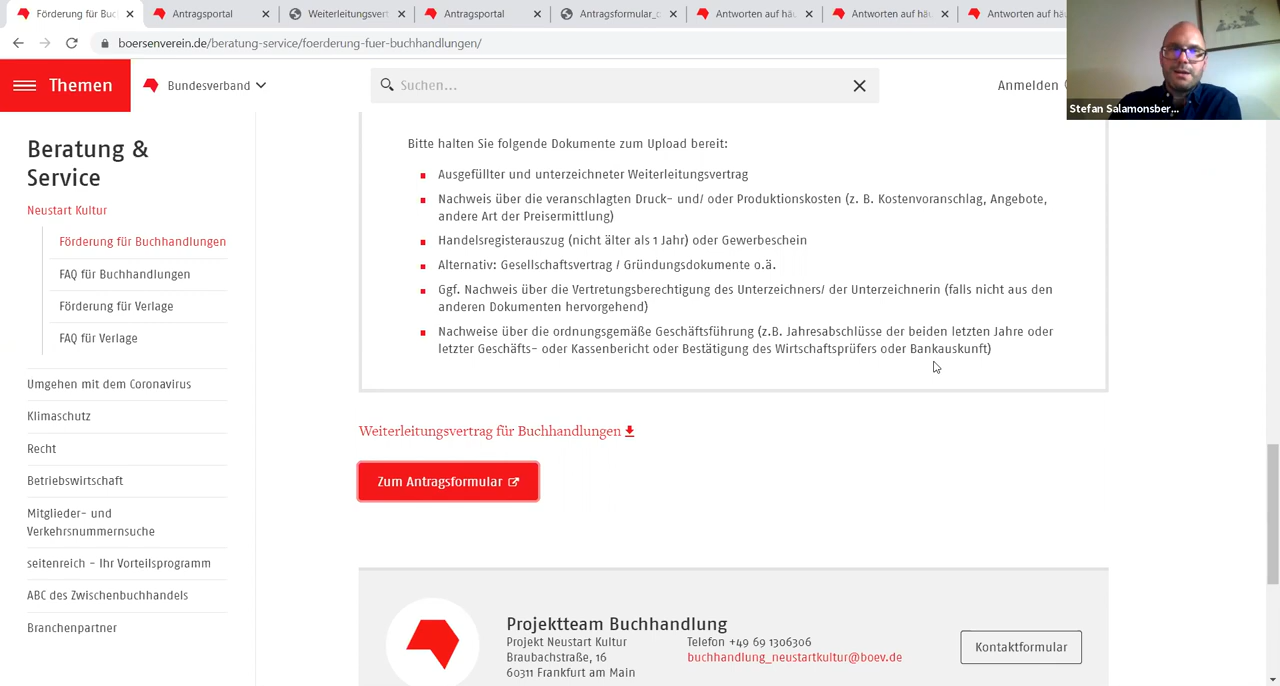 Förderung für Buc
Antragsportal
Weiterleitungsvert
Antragsportal
Antragsformular_
Antworten auf hä
Antworten auf hä
Antworten auf hä
boersenverein.de/beratung-service/foerderung-fuer-buchhandlungen/
Themen
Bundesverband
Suchen...
Anmelden
Stefan Salamonsber...
Beratung &
Service
Neustart Kultur
Förderung für Buchhandlungen
FAQ für Buchhandlungen
Förderung für Verlage
FAQ für Verlage
Umgehen mit dem Coronavirus
Klimaschutz
Recht
Betriebswirtschaft
Mitglieder- und
Verkehrsnummernsuche
seitenreich - Ihr Vorteilsprogramm
ABC des Zwischenbuchhandels
Branchenpartner
Bitte halten Sie folgende Dokumente zum Upload bereit:
Ausgefüllter und unterzeichneter Weiterleitungsvertrag
Nachweis über die veranschlagten Druck- und/ oder Produktionskosten (z. B. Kostenvoranschlag, Angebote,
andere Art der Preisermittlung)
Handelsregisterauszug (nicht älter als 1 Jahr) oder Gewerbeschein
Alternativ: Gesellschaftsvertrag / Gründungsdokumente o.ä.
Ggf. Nachweis über die Vertretungsberechtigung des Unterzeichners/ der Unterzeichnerin (falls nicht aus den
anderen Dokumenten hervorgehend)
Nachweise über die ordnungsgemäße Geschäftsführung (z.B. Jahresabschlüsse der beiden letzten Jahre oder
letzter Geschäfts- oder Kassenbericht oder Bestätigung des Wirtschaftsprüfers oder Bankauskunft)
Weiterleitungsvertrag für Buchhandlungen
Zum Antragsformular
Projektteam Buchhandlung
Projekt Neustart Kultur
Braubachstraße, 16
60311 Frankfurt am Main
Telefon +49 69 1306306
buchhandlung_neustartkultur@boev.de
Kontaktformular